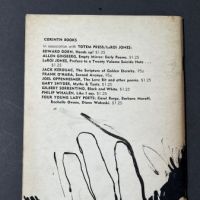 CORINTH BOOKS
In association with TOTEM PRESS/LeROI JONES:
EDWARD DORN, Hands up! $1.25
ALLEN GINSBERG, Empty Mirror: Early Poems, $1.25
LeROI JONES, Preface to a Twenty Volume Suicide Note . . .
$1.25
JACK KEROUAC, The Scripture of Golden Eternity, 95¢
FRANK O'HARA, Second Avenue, 95¢
JOEL OPPENHEIMER, The Love Bit and other poems, $1.25
GARY SNYDER, Myths & Texts, $1.25
GILBERT SORRENTINO, Black and White, $1.25
PHILIP WHALEN, Like I say, $1.25
FOUR YOUNG LADY POETS: Carol Berge, Barbara Moraff,
Rochelle Owens, Diane Wakoski, $1.25